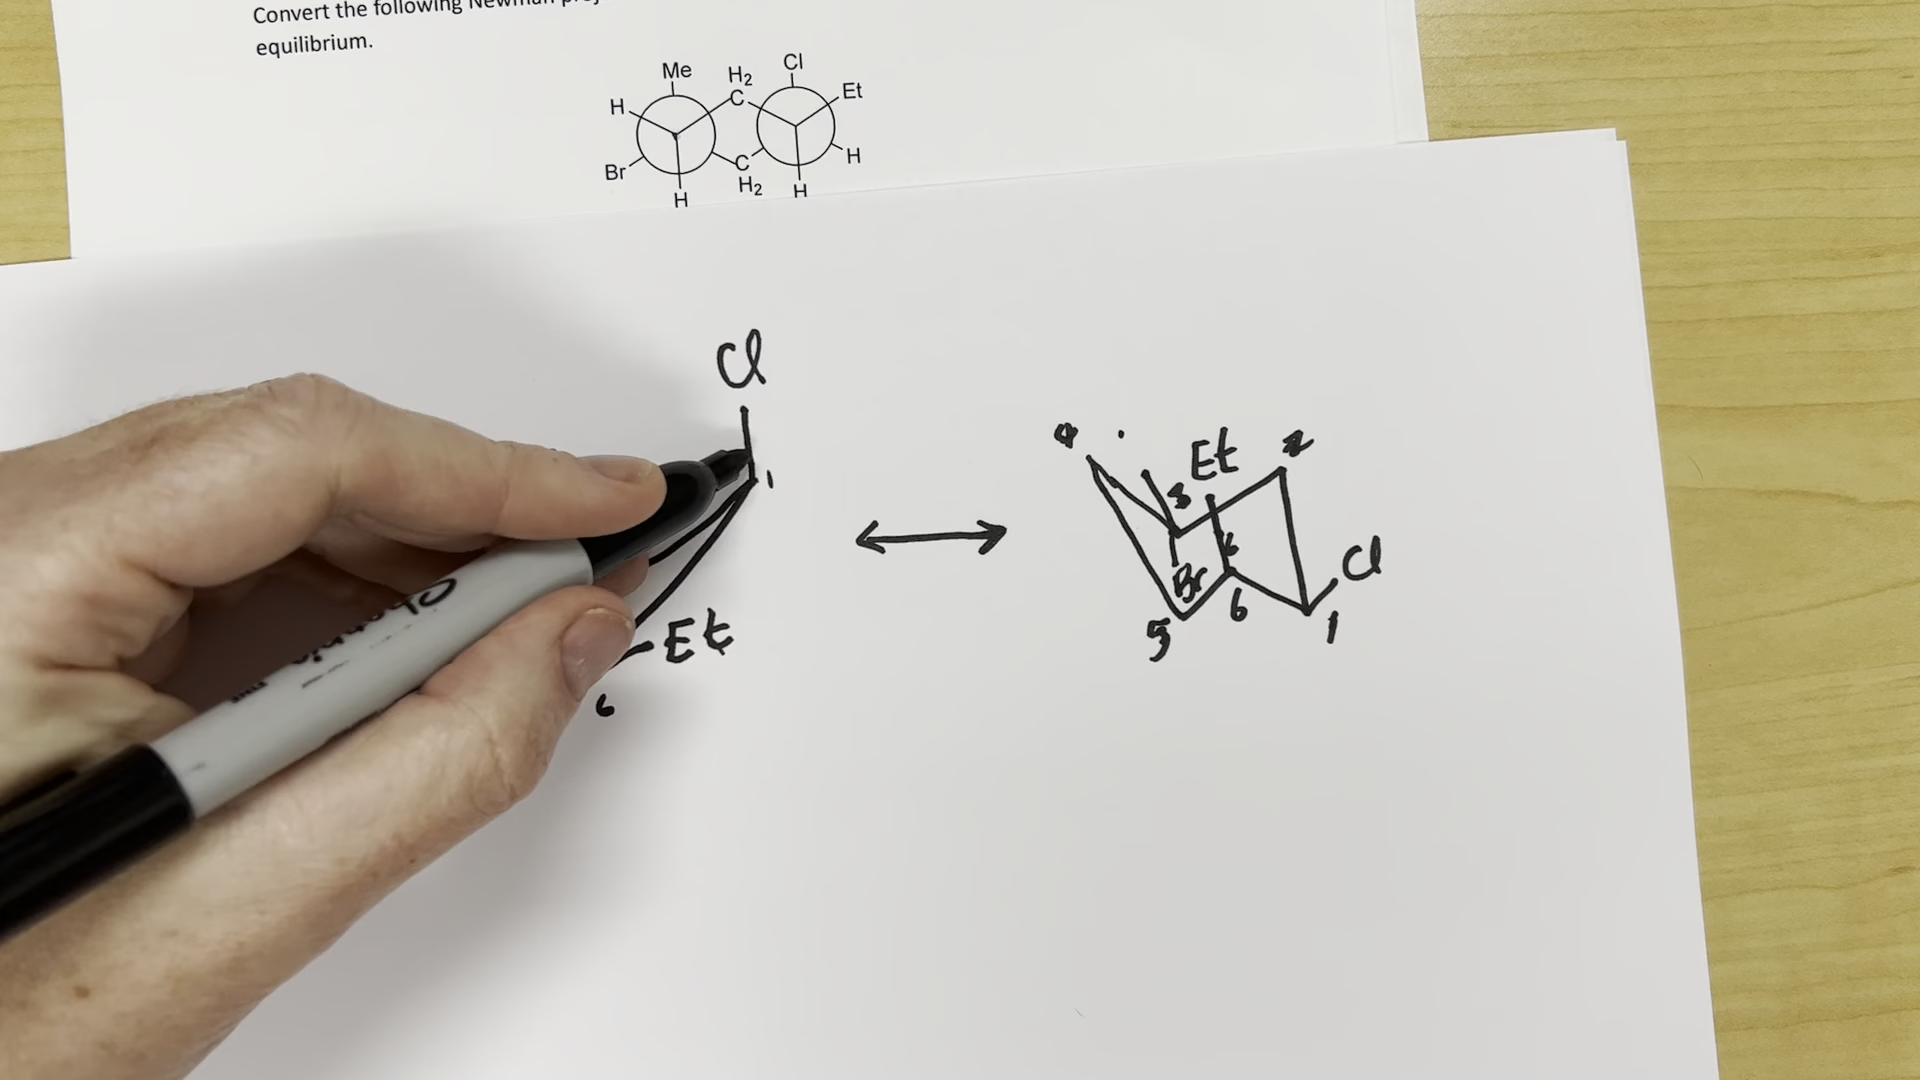 Convert the following Newman
equilibrium.
Me H2 Cl
H C Et
Br C H
H H2 H
Cl
1
Et
6
4 Et 2
3
Br Cl
5 6 1